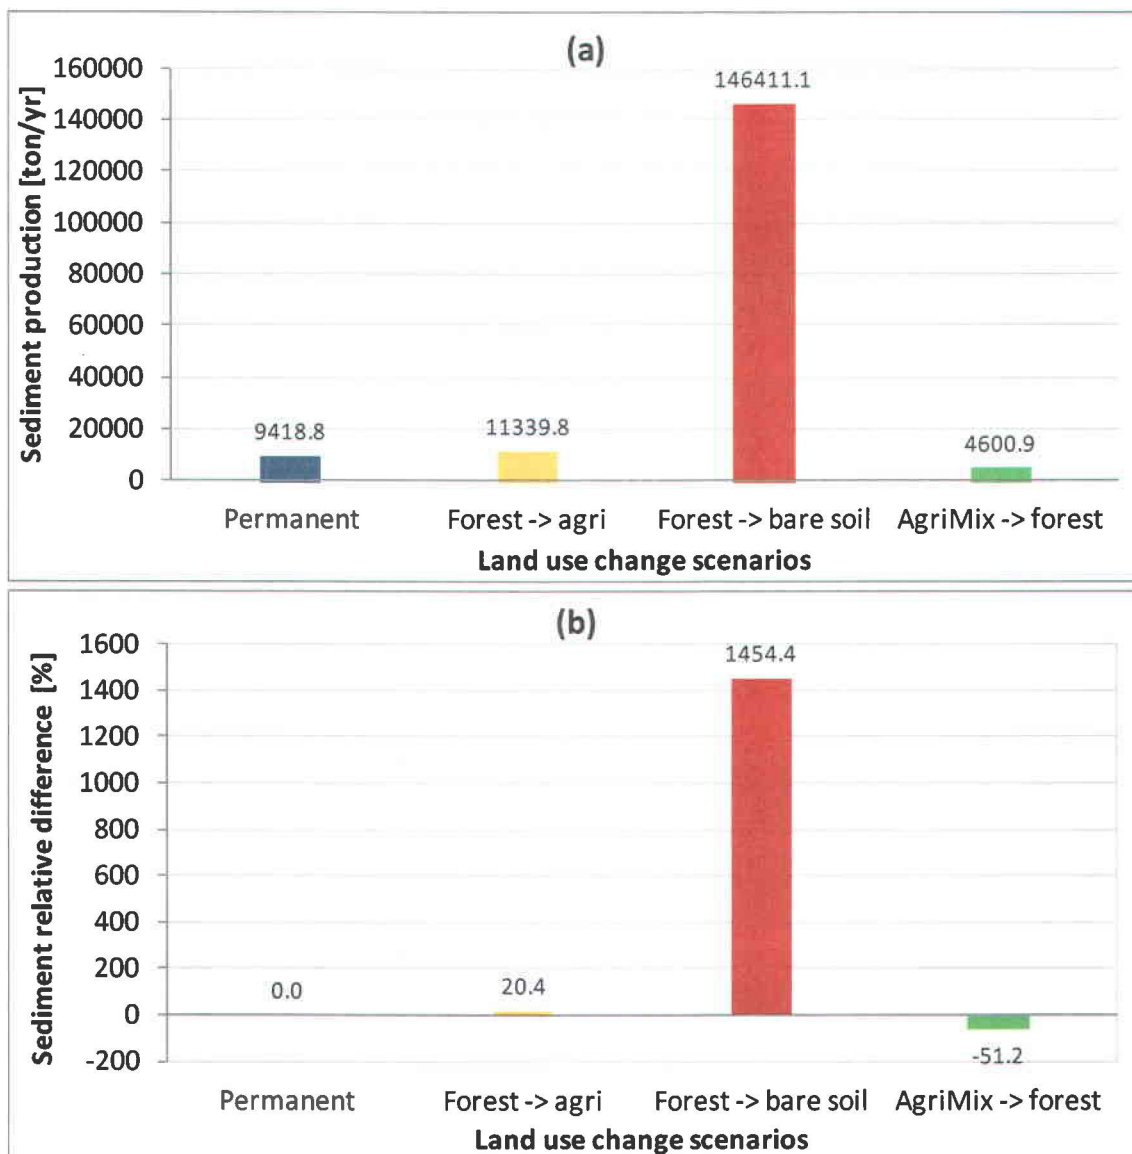 (a)
Sediment production [ton/yr]
160000
140000
120000
100000
80000
60000
40000
20000
0
9418.8
11339.8
146411.1
4600.9
Permanent
Forest -> agri
Forest -> bare soil
AgriMix -> forest
Land use change scenarios
(b)
Sediment relative difference [%]
1600
1400
1200
1000
800
600
400
200
0
-200
0.0
20.4
1454.4
-51.2
Permanent
Forest -> agri
Forest -> bare soil
AgriMix -> forest
Land use change scenarios